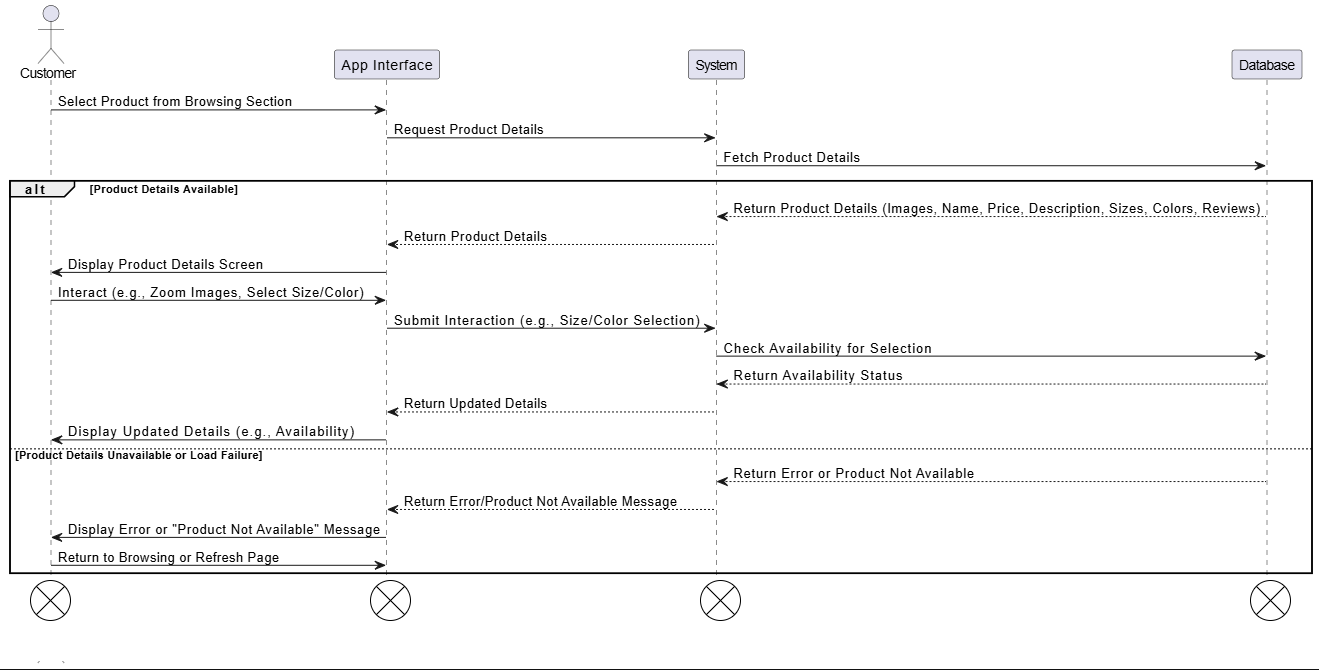 Customer
App Interface
System
Database
Select Product from Browsing Section
Request Product Details
Fetch Product Details
alt
[Product Details Available]
Return Product Details (Images, Name, Price, Description, Sizes, Colors, Reviews)
Return Product Details
Display Product Details Screen
Interact (e.g., Zoom Images, Select Size/Color)
Submit Interaction (e.g., Size/Color Selection)
Check Availability for Selection
Return Availability Status
Return Updated Details
Display Updated Details (e.g., Availability)
[Product Details Unavailable or Load Failure]
Return Error or Product Not Available
Return Error/Product Not Available Message
Display Error or "Product Not Available" Message
Return to Browsing or Refresh Page